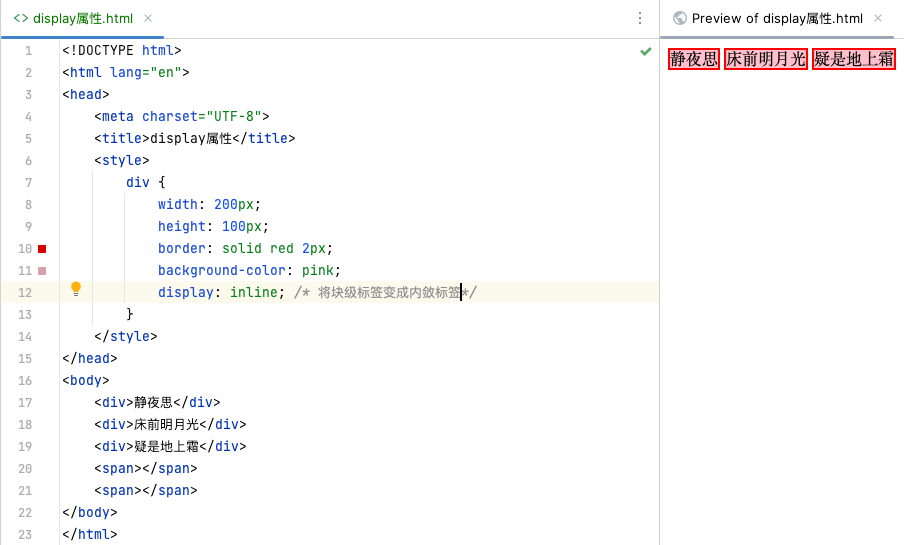 display属性.html
Preview of display属性.html
1 <!DOCTYPE html>
2 <html lang="en">
3 <head>
4 <meta charset="UTF-8">
5 <title>display属性</title>
6 <style>
7 div {
8 width: 200px;
9 height: 100px;
10 border: solid red 2px;
11 background-color: pink;
12 display: inline; /* 将块级标签变成内敛标签*/
13 }
14 </style>
15 </head>
16 <body>
17 <div>静夜思</div>
18 <div>床前明月光</div>
19 <div>疑是地上霜</div>
20 <span></span>
21 <span></span>
22 </body>
23 </html>
静夜思 床前明月光 疑是地上霜